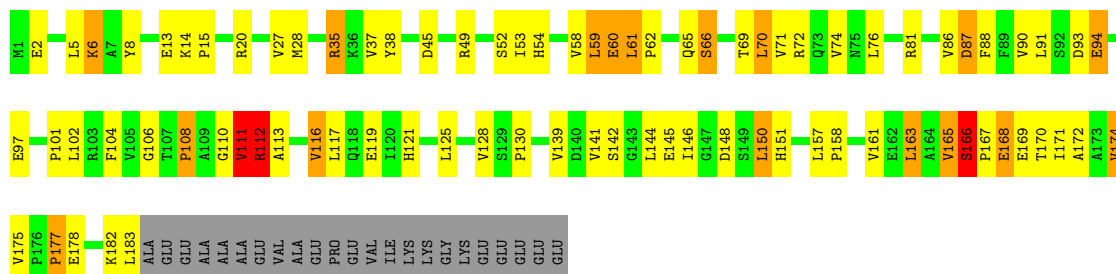 M1 E2 L5 K6 A7 Y8 E13 K14 P15 R20 V27 M28 R35 K36 V37 Y38 D45 R49 S52 I53 H54 V58 L59 E60 L61 P62 Q65 S66 T69 L70 V71 R72 Q73 V74 N75 L76 R81 V86 D87 F88 F89 V90 L91 S92 D93 E94
E97 P101 L102 R103 F104 V105 G106 T107 P108 A109 G110 V111 R112 A113 V116 L117 Q118 E119 I120 H121 L125 V128 S129 P130 V139 D140 V141 S142 G143 L144 E145 I146 G147 D148 S149 L150 H151 L157 P158 V161 E162 L163 A164 V165 S166 P167 E168 E169 T170 I171 A172 A173 V174
V175 P176 P177 E178 K182 L183 ALA GLU GLU ALA ALA ALA GLU VAL ALA GLU PRO GLU VAL ILE LYS LYS GLY LYS GLU GLU GLU GLU GLU